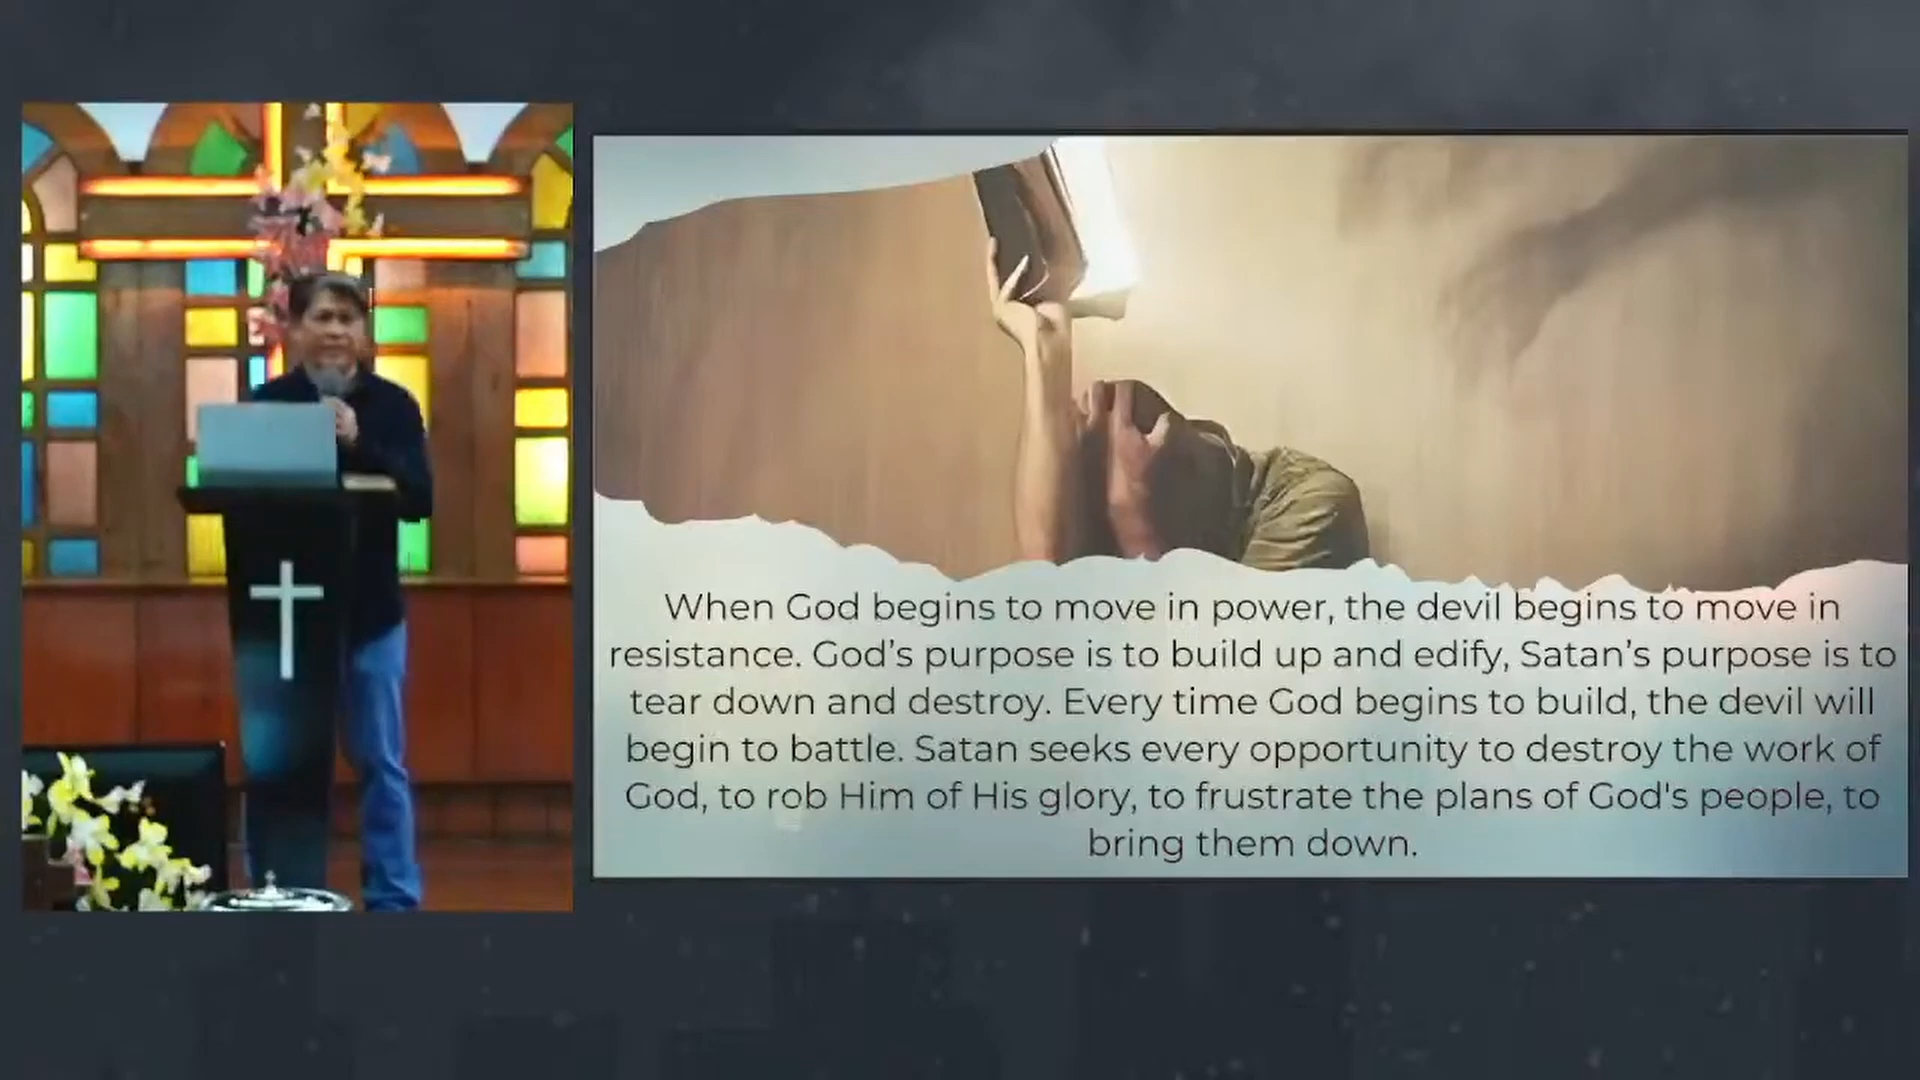 When God begins to move in power, the devil begins to move in
resistance. God’s purpose is to build up and edify, Satan’s purpose is to
tear down and destroy. Every time God begins to build, the devil will
begin to battle. Satan seeks every opportunity to destroy the work of
God, to rob Him of His glory, to frustrate the plans of God's people, to
bring them down.